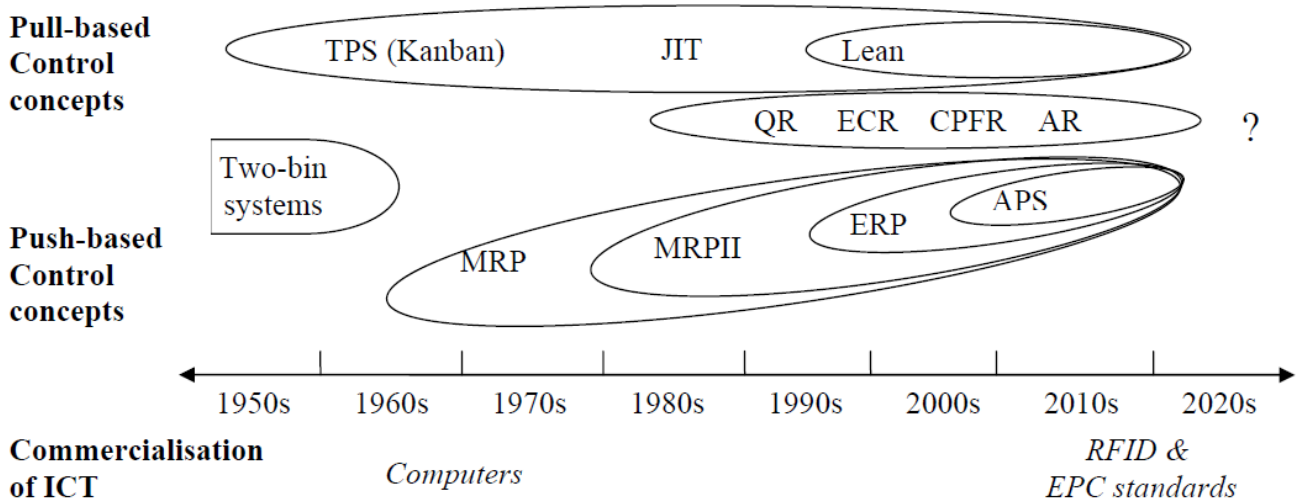 Pull-based
Control
concepts
TPS (Kanban) JIT Lean
QR ECR CPFR AR
?
Two-bin
systems
Push-based
Control
concepts
MRP MRPII ERP APS
1950s 1960s 1970s 1980s 1990s 2000s 2010s 2020s
Commercialisation
of ICT
Computers
RFID &
EPC standards